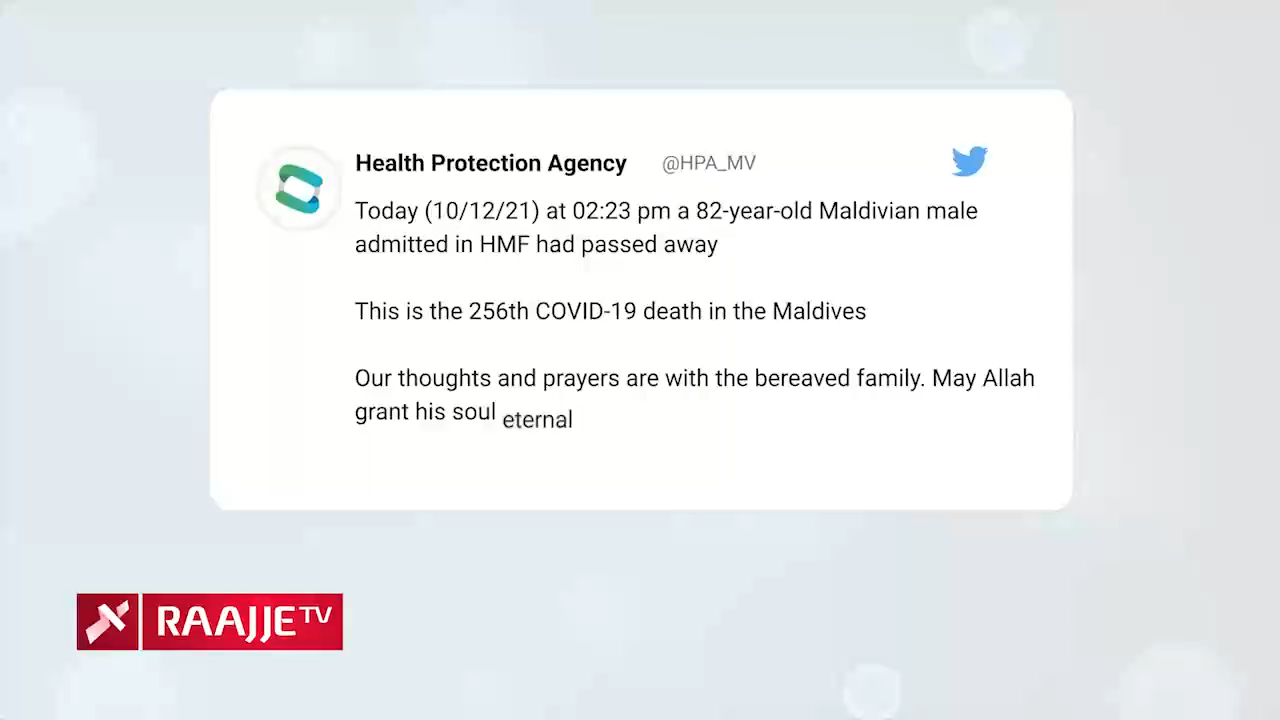 Health Protection Agency @HPA_MV
Today (10/12/21) at 02:23 pm a 82-year-old Maldivian male
admitted in HMF had passed away
This is the 256th COVID-19 death in the Maldives
Our thoughts and prayers are with the bereaved family. May Allah
grant his soul eternal
RAAJJE TV